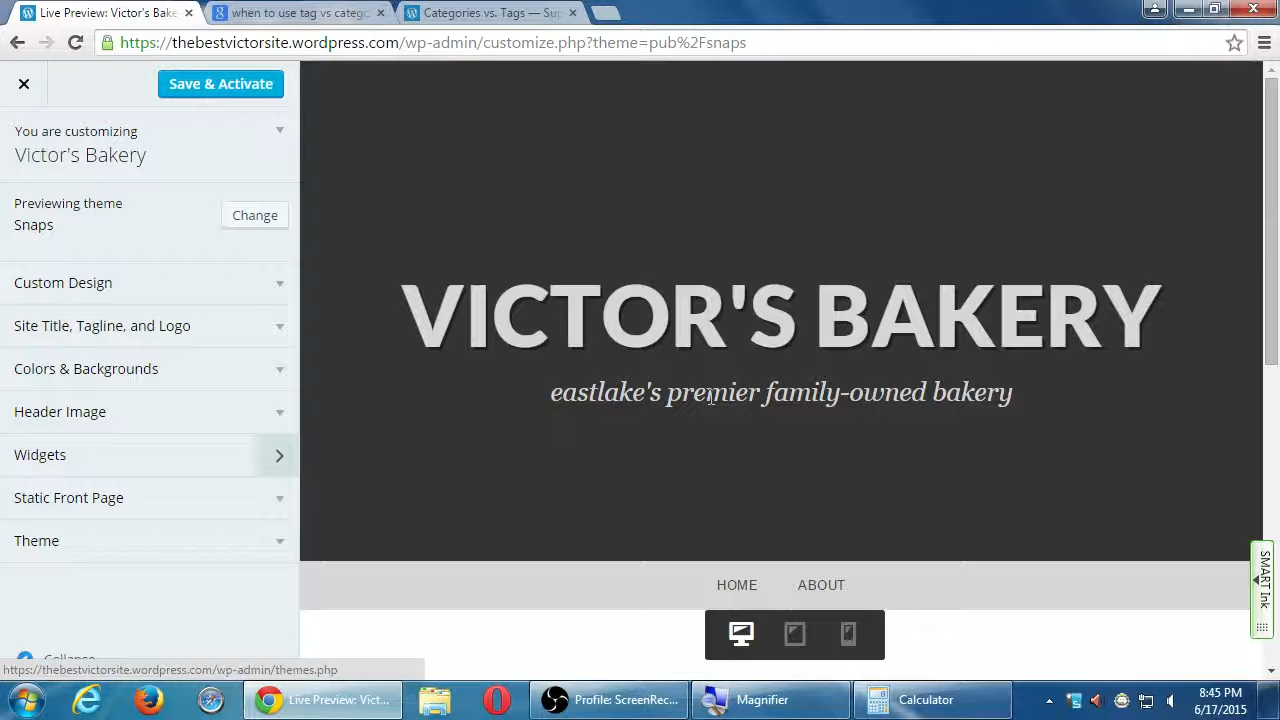 Live Preview: Victor's Bake
when to use tag vs catego
Categories vs. Tags — Sup
https://thebestvictorsite.wordpress.com/wp-admin/customize.php?theme=pub%2Fsnaps
Save & Activate
You are customizing
Victor's Bakery
Previewing theme
Snaps
Change
Custom Design
Site Title, Tagline, and Logo
Colors & Backgrounds
Header Image
Widgets
Static Front Page
Theme
VICTOR'S BAKERY
eastlake's premier family-owned bakery
HOME
ABOUT
SMART Ink
https://thebestvictorsite.wordpress.com/wp-admin/themes.php
Live Preview: Vict...
Profile: ScreenRec...
Magnifier
Calculator
8:45 PM
6/17/2015